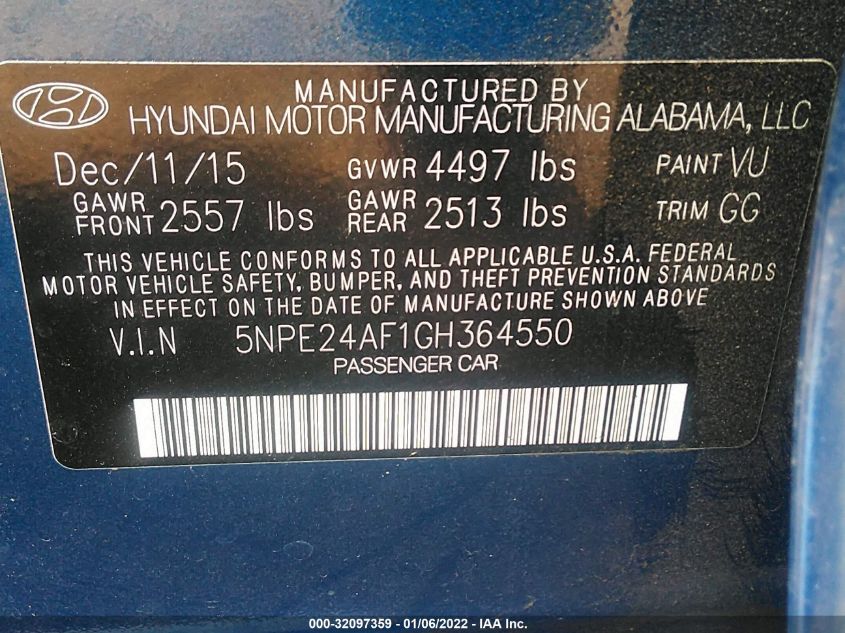 MANUFACTURED BY
HYUNDAI MOTOR MANUFACTURING ALABAMA, LLC
Dec/11/15 GVWR 4497 lbs PAINT VU
GAWR FRONT 2557 lbs GAWR REAR 2513 lbs TRIM GG
THIS VEHICLE CONFORMS TO ALL APPLICABLE U.S.A. FEDERAL
MOTOR VEHICLE SAFETY, BUMPER, AND THEFT PREVENTION STANDARDS
IN EFFECT ON THE DATE OF MANUFACTURE SHOWN ABOVE
V.I.N 5NPE24AF1GH364550
PASSENGER CAR
000-32097359 - 01/06/2022 - IAA Inc.